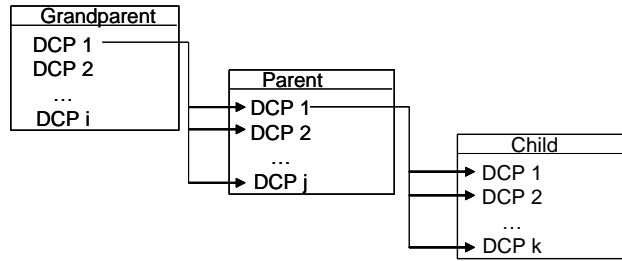 Grandparent
DCP 1
DCP 2
...
DCP i
Parent
DCP 1
DCP 2
...
DCP j
Child
DCP 1
DCP 2
...
DCP k